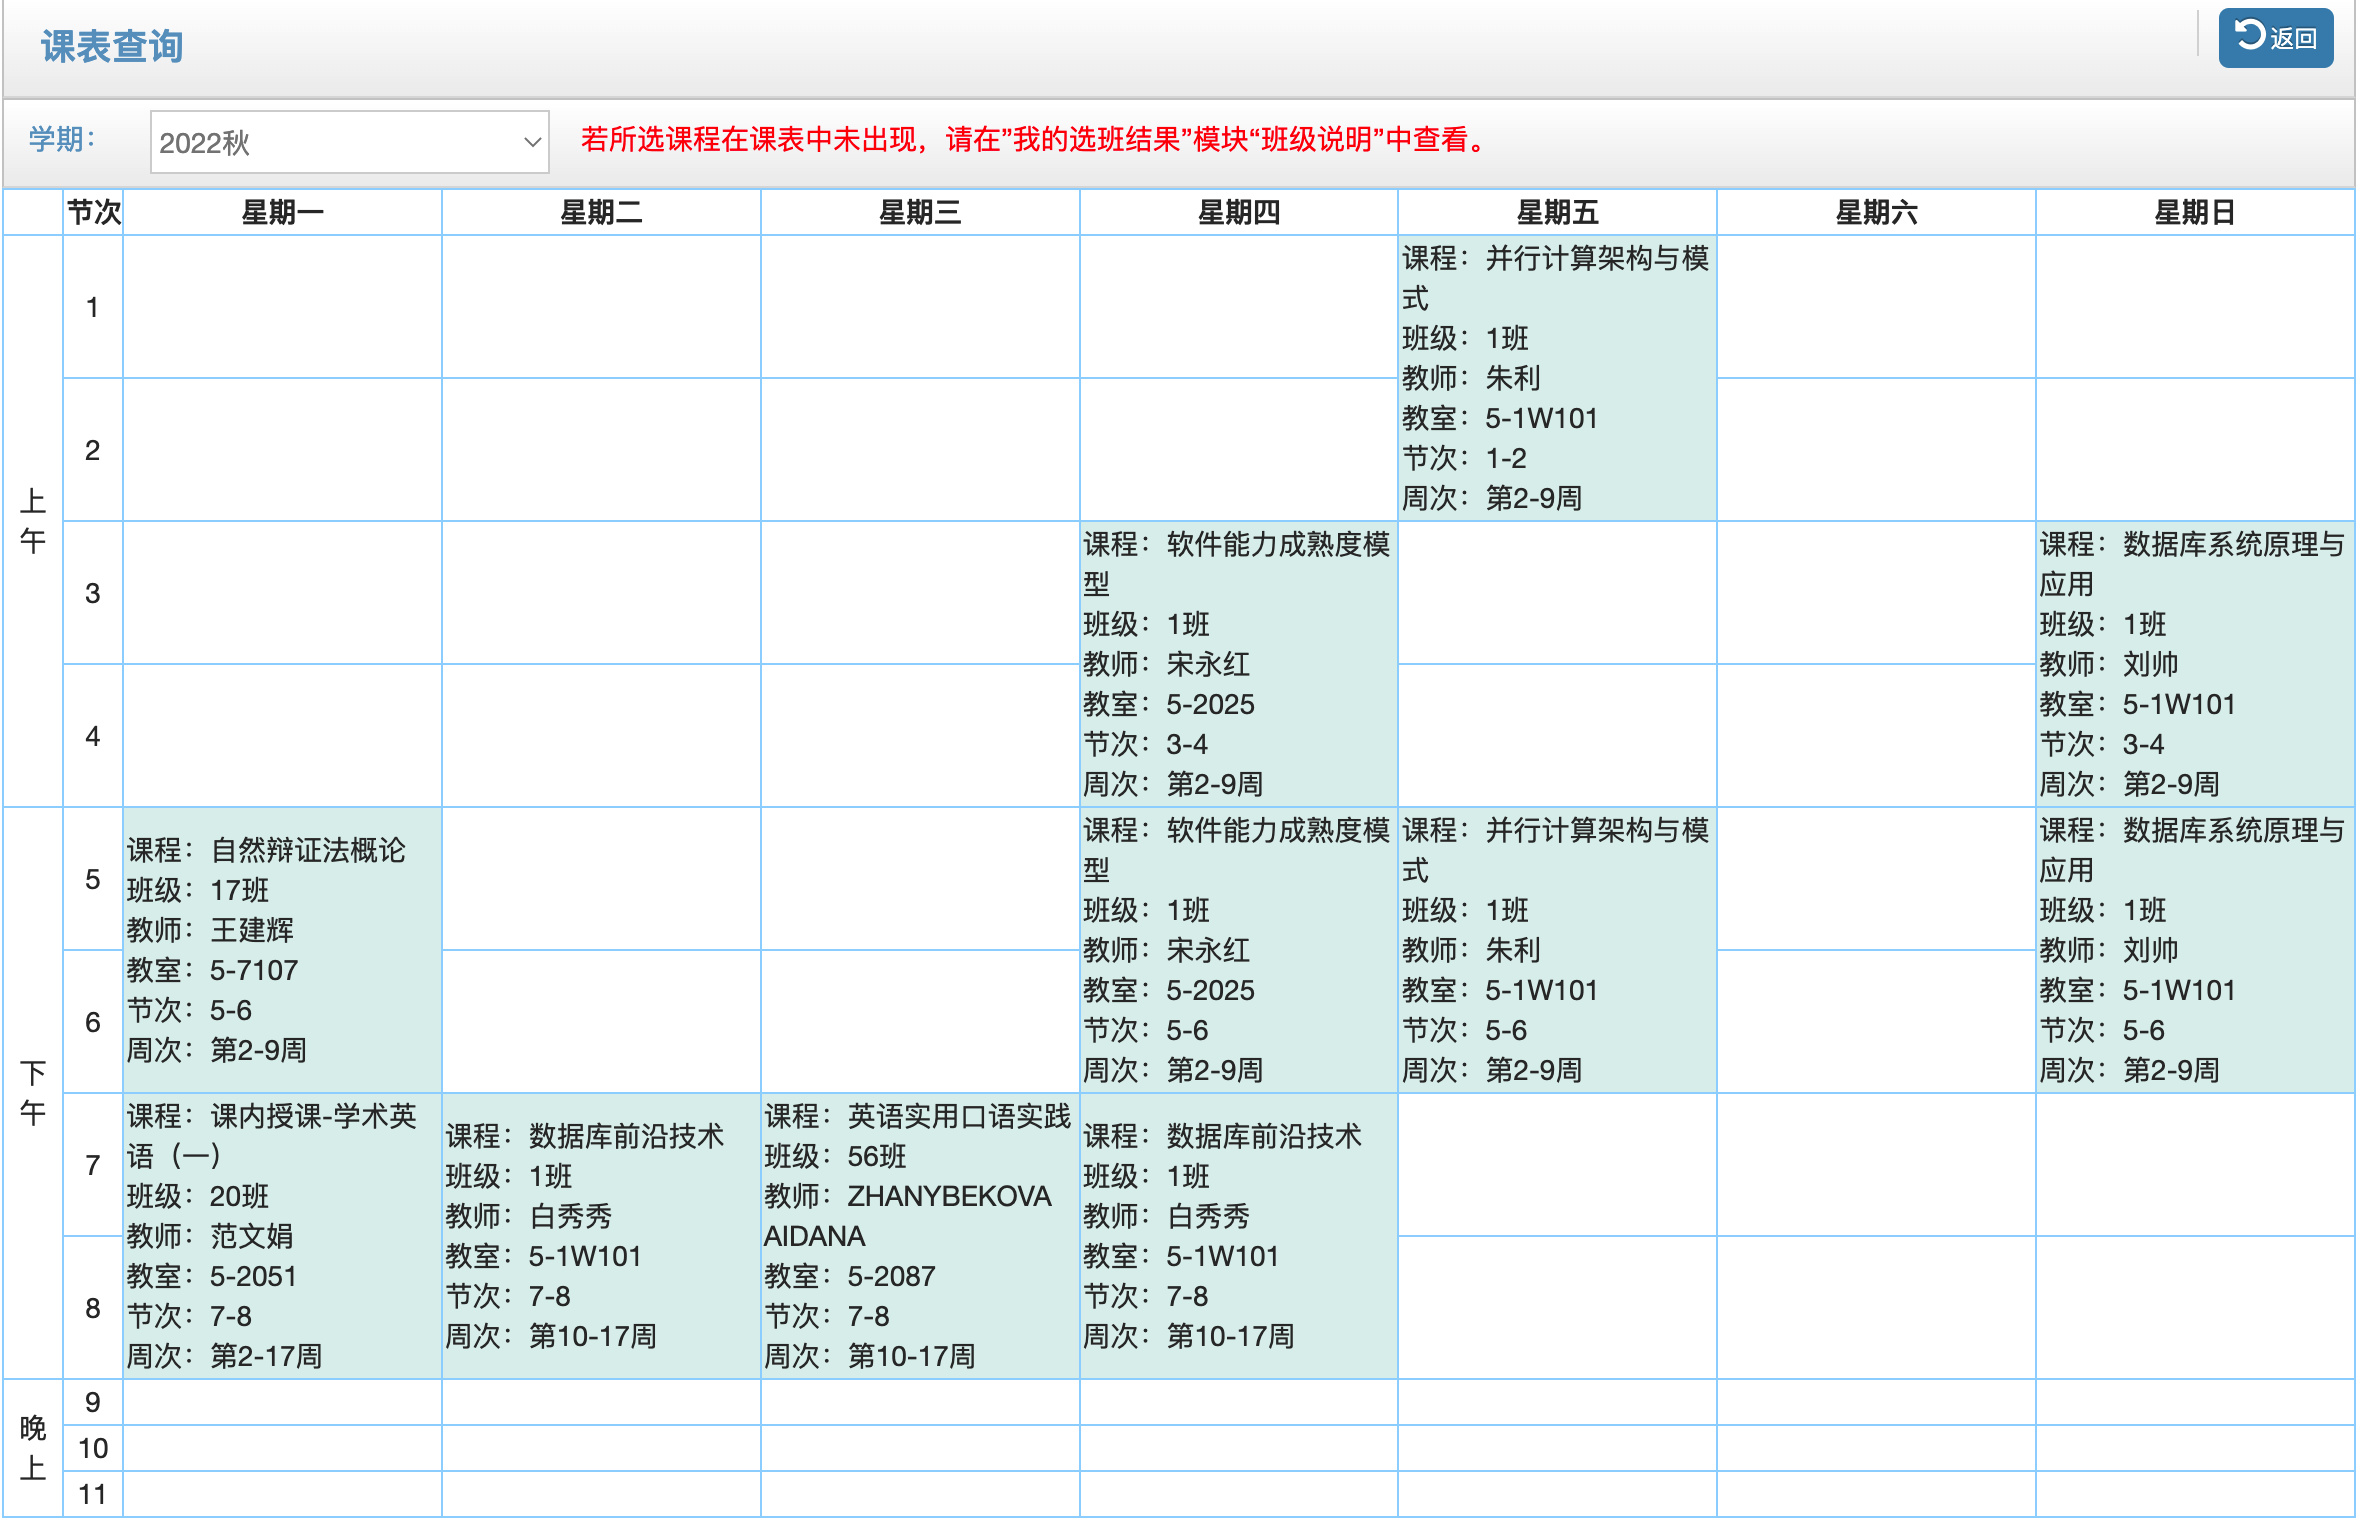 课表查询
返回
学期：
2022秋
若所选课程在课表中未出现，请在”我的选班结果”模块“班级说明”中查看。
节次 星期一 星期二 星期三 星期四 星期五 星期六 星期日
上午
1
2
课程：并行计算架构与模
式
班级：1班
教师：朱利
教室：5-1W101
节次：1-2
周次：第2-9周
3
4
课程：软件能力成熟度模
型
班级：1班
教师：宋永红
教室：5-2025
节次：3-4
周次：第2-9周
课程：数据库系统原理与
应用
班级：1班
教师：刘帅
教室：5-1W101
节次：3-4
周次：第2-9周
下午
5
6
课程：自然辩证法概论
班级：17班
教师：王建辉
教室：5-7107
节次：5-6
周次：第2-9周
课程：软件能力成熟度模
型
班级：1班
教师：宋永红
教室：5-2025
节次：5-6
周次：第2-9周
课程：并行计算架构与模
式
班级：1班
教师：朱利
教室：5-1W101
节次：5-6
周次：第2-9周
课程：数据库系统原理与
应用
班级：1班
教师：刘帅
教室：5-1W101
节次：5-6
周次：第2-9周
7
8
课程：课内授课-学术英
语（一）
班级：20班
教师：范文娟
教室：5-2051
节次：7-8
周次：第2-17周
课程：数据库前沿技术
班级：1班
教师：白秀秀
教室：5-1W101
节次：7-8
周次：第10-17周
课程：英语实用口语实践
班级：56班
教师：ZHANYBEKOVA
AIDANA
教室：5-2087
节次：7-8
周次：第10-17周
课程：数据库前沿技术
班级：1班
教师：白秀秀
教室：5-1W101
节次：7-8
周次：第10-17周
晚上
9
10
11